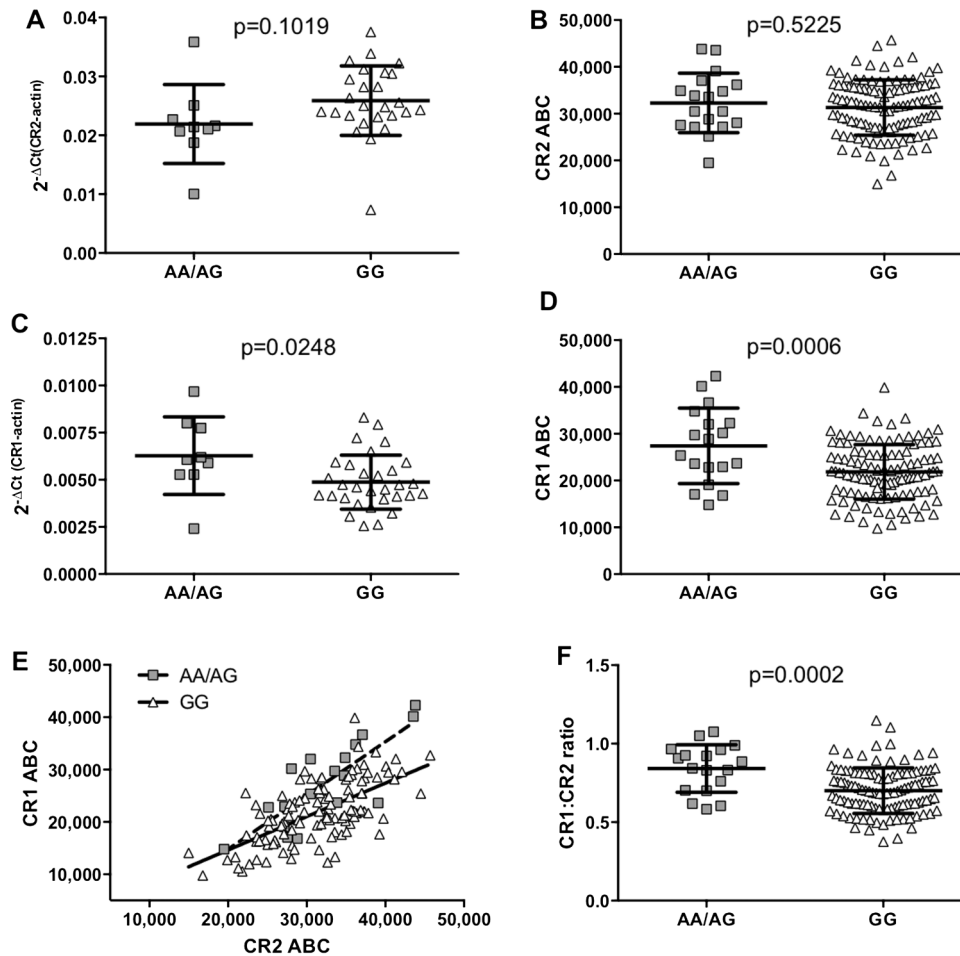 A
p=0.1019
2-ΔCt(CR2-actin)
0.04
0.03
0.02
0.01
0.00
AA/AG GG
B
p=0.5225
CR2 ABC
50,000
40,000
30,000
20,000
10,000
0
AA/AG GG
C
p=0.0248
2-ΔCt (CR1-actin)
0.0125
0.0100
0.0075
0.0050
0.0025
0.0000
AA/AG GG
D
p=0.0006
CR1 ABC
50,000
40,000
30,000
20,000
10,000
0
AA/AG GG
E
AA/AG
GG
CR1 ABC
50,000
40,000
30,000
20,000
10,000
10,000 20,000 30,000 40,000 50,000
CR2 ABC
F
p=0.0002
CR1:CR2 ratio
1.5
1.0
0.5
0.0
AA/AG GG